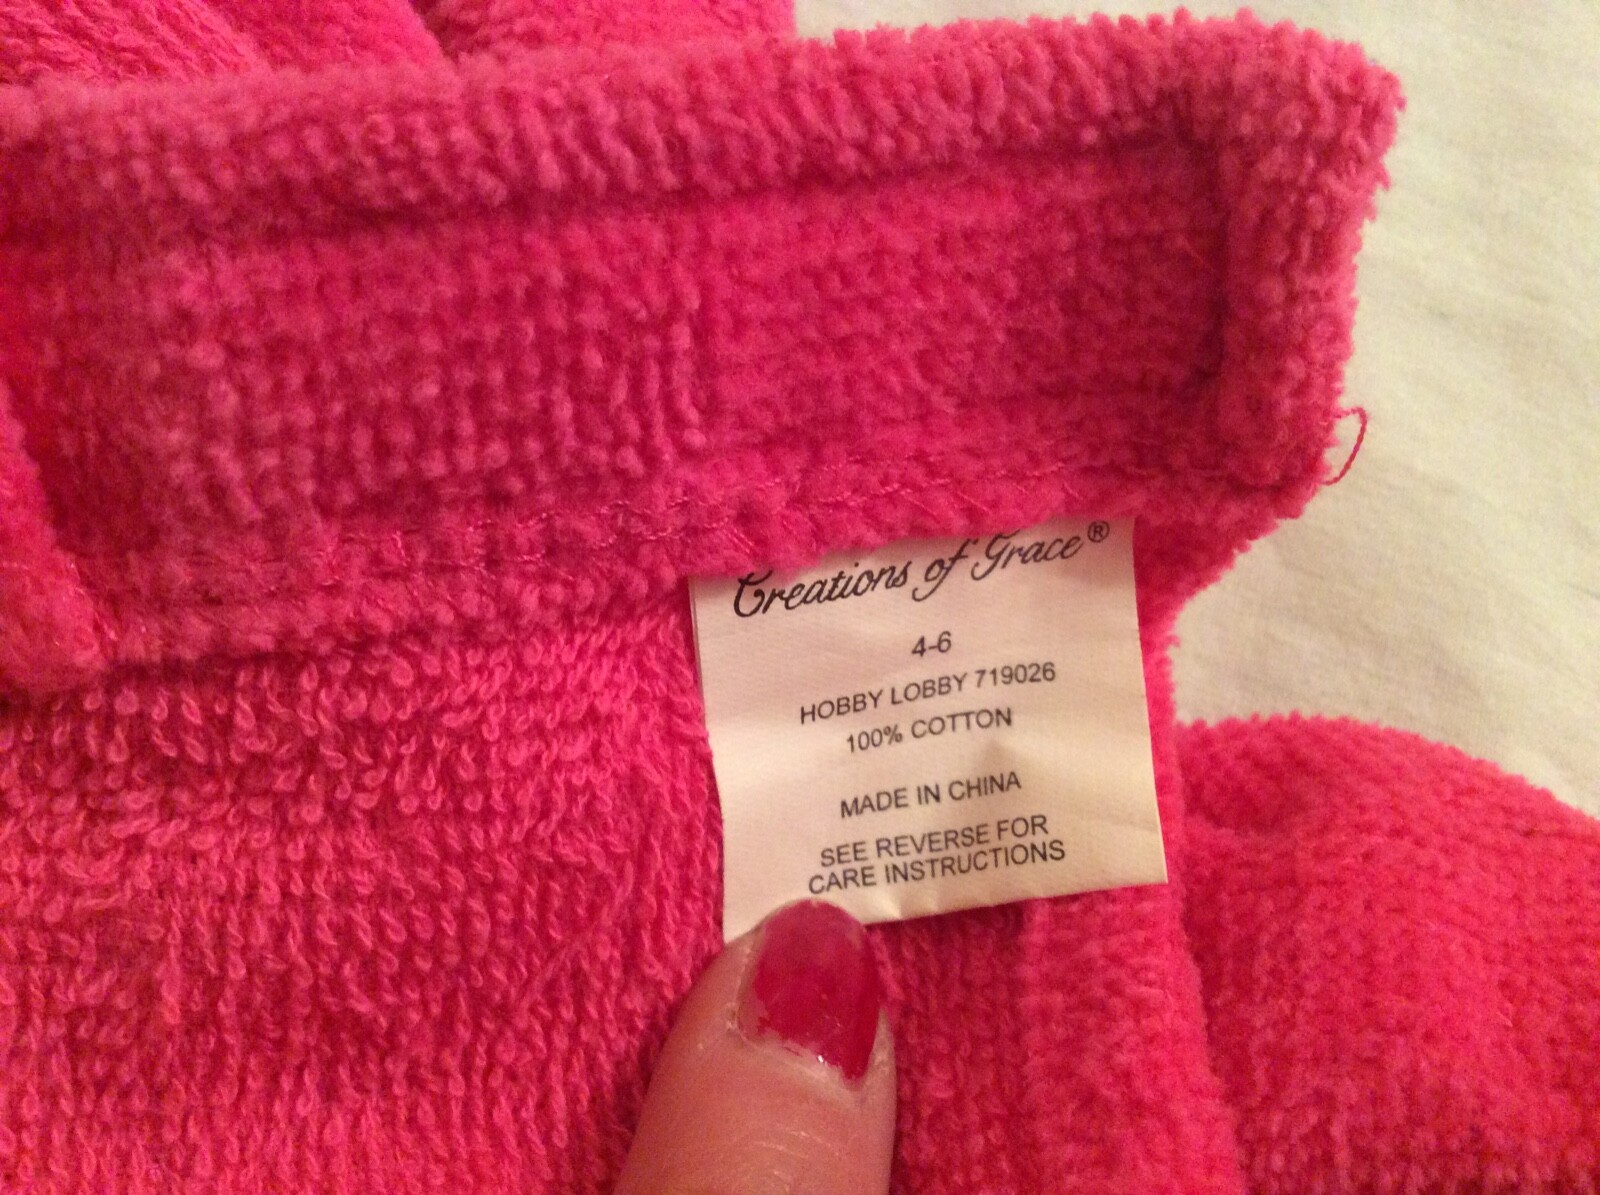 Creations of Grace®
4-6
HOBBY LOBBY 719026
100% COTTON
MADE IN CHINA
SEE REVERSE FOR
CARE INSTRUCTIONS